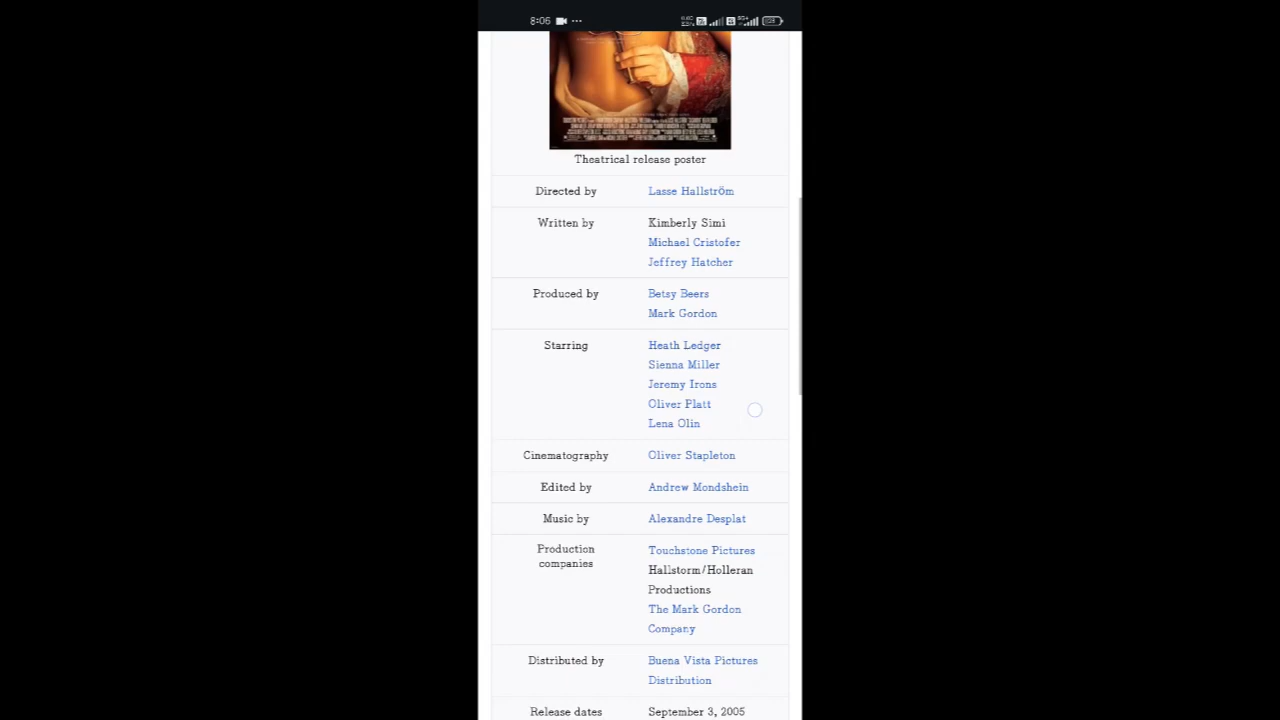 8:06
Theatrical release poster
Directed by Lasse Hallström
Written by Kimberly Simi
Michael Cristofer
Jeffrey Hatcher
Produced by Betsy Beers
Mark Gordon
Starring Heath Ledger
Sienna Miller
Jeremy Irons
Oliver Platt
Lena Olin
Cinematography Oliver Stapleton
Edited by Andrew Mondshein
Music by Alexandre Desplat
Production companies Touchstone Pictures
Hallstorm/Holleran
Productions
The Mark Gordon
Company
Distributed by Buena Vista Pictures
Distribution
Release dates September 3, 2005